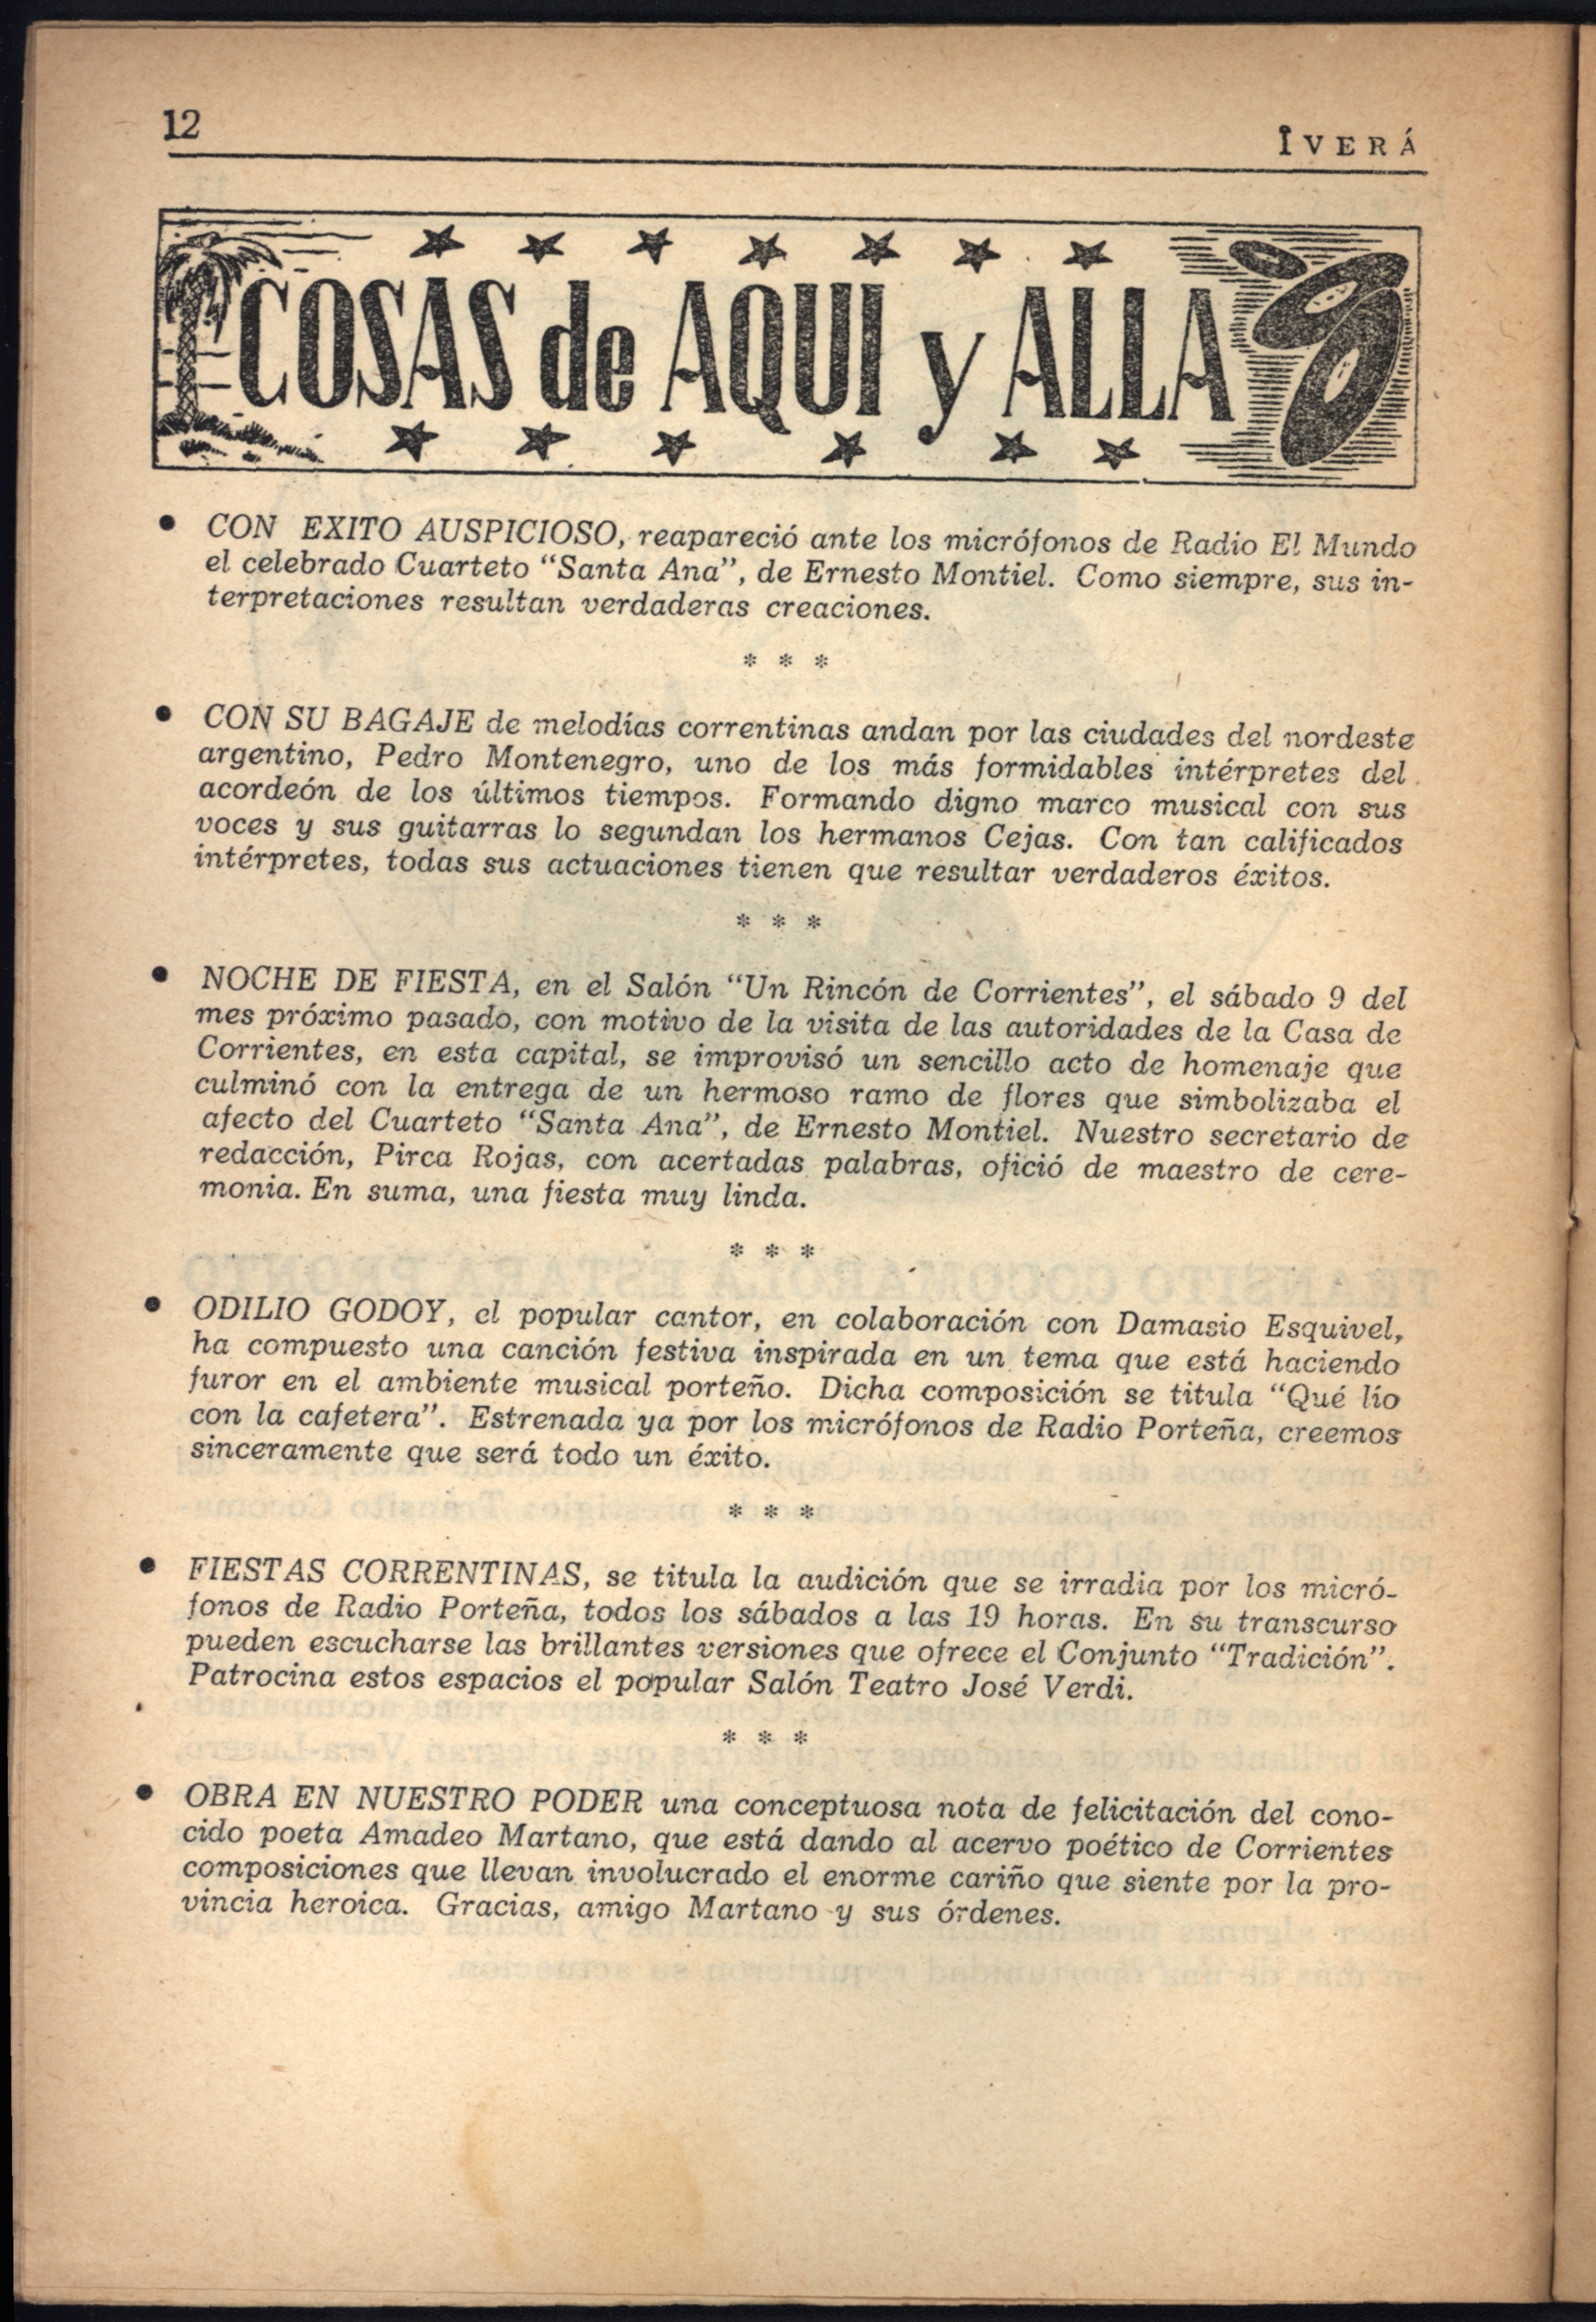 12
IVERÁ
COSAS de AQUI y ALLA
• CON EXITO AUSPICIOSO, reapareció ante los micrófonos de Radio El Mundo
el celebrado Cuarteto “Santa Ana”, de Ernesto Montiel. Como siempre, sus in-
terpretaciones resultan verdaderas creaciones.
* * *
• CON SU BAGAJE de melodías correntinas andan por las ciudades del nordeste
argentino, Pedro Montenegro, uno de los más formidables intérpretes del
acordeón de los últimos tiempos. Formando digno marco musical con sus
voces y sus guitarras lo segundan los hermanos Cejas. Con tan calificados
intérpretes, todas sus actuaciones tienen que resultar verdaderos éxitos.
* * *
• NOCHE DE FIESTA, en el Salón “Un Rincón de Corrientes”, el sábado 9 del
mes próximo pasado, con motivo de la visita de las autoridades de la Casa de
Corrientes, en esta capital, se improvisó un sencillo acto de homenaje que
culminó con la entrega de un hermoso ramo de flores que simbolizaba el
afecto del Cuarteto “Santa Ana”, de Ernesto Montiel. Nuestro secretario de
redacción, Pirca Rojas, con acertadas palabras, ofició de maestro de cere-
monia. En suma, una fiesta muy linda.
* * *
• ODILIO GODOY, el popular cantor, en colaboración con Damasio Esquivel,
ha compuesto una canción festiva inspirada en un tema que está haciendo
furor en el ambiente musical porteño. Dicha composición se titula “Qué lío
con la cafetera”. Estrenada ya por los micrófonos de Radio Porteña, creemos
sinceramente que será todo un éxito.
* * *
• FIESTAS CORRENTINAS, se titula la audición que se irradia por los micró-
fonos de Radio Porteña, todos los sábados a las 19 horas. En su transcurso
pueden escucharse las brillantes versiones que ofrece el Conjunto “Tradición”.
Patrocina estos espacios el popular Salón Teatro José Verdi.
* * *
• OBRA EN NUESTRO PODER una conceptuosa nota de felicitación del cono-
cido poeta Amadeo Martano, que está dando al acervo poético de Corrientes
composiciones que llevan involucrado el enorme cariño que siente por la pro-
vincia heroica. Gracias, amigo Martano y sus órdenes.